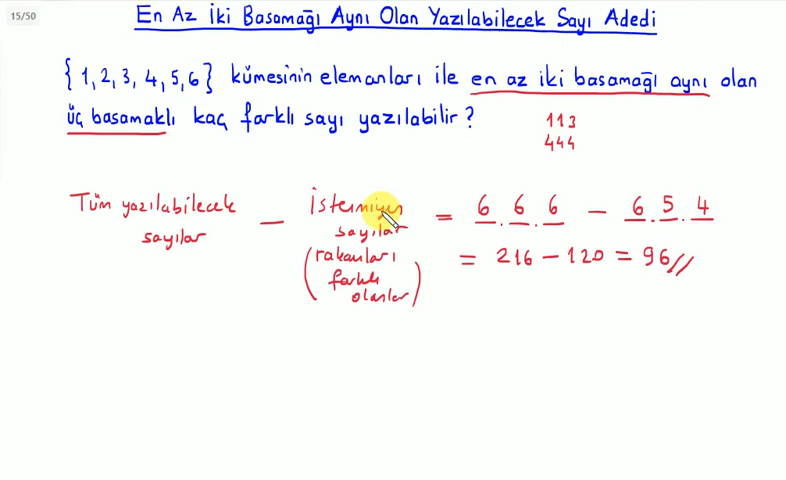 15/50
En Az İki Basamağı Aynı Olan Yazılabilecek Sayı Adedi
{1, 2, 3, 4, 5, 6} kümesinin elemanları ile en az iki basamağı aynı olan
üç basamaklı kaç farklı sayı yazılabilir?
113
444
Tüm yazılabilecek sayılar - İstenmiyen sayılar (rakamları farklı olanlar) = 6 . 6 . 6 - 6 . 5 . 4
= 216 - 120 = 96//